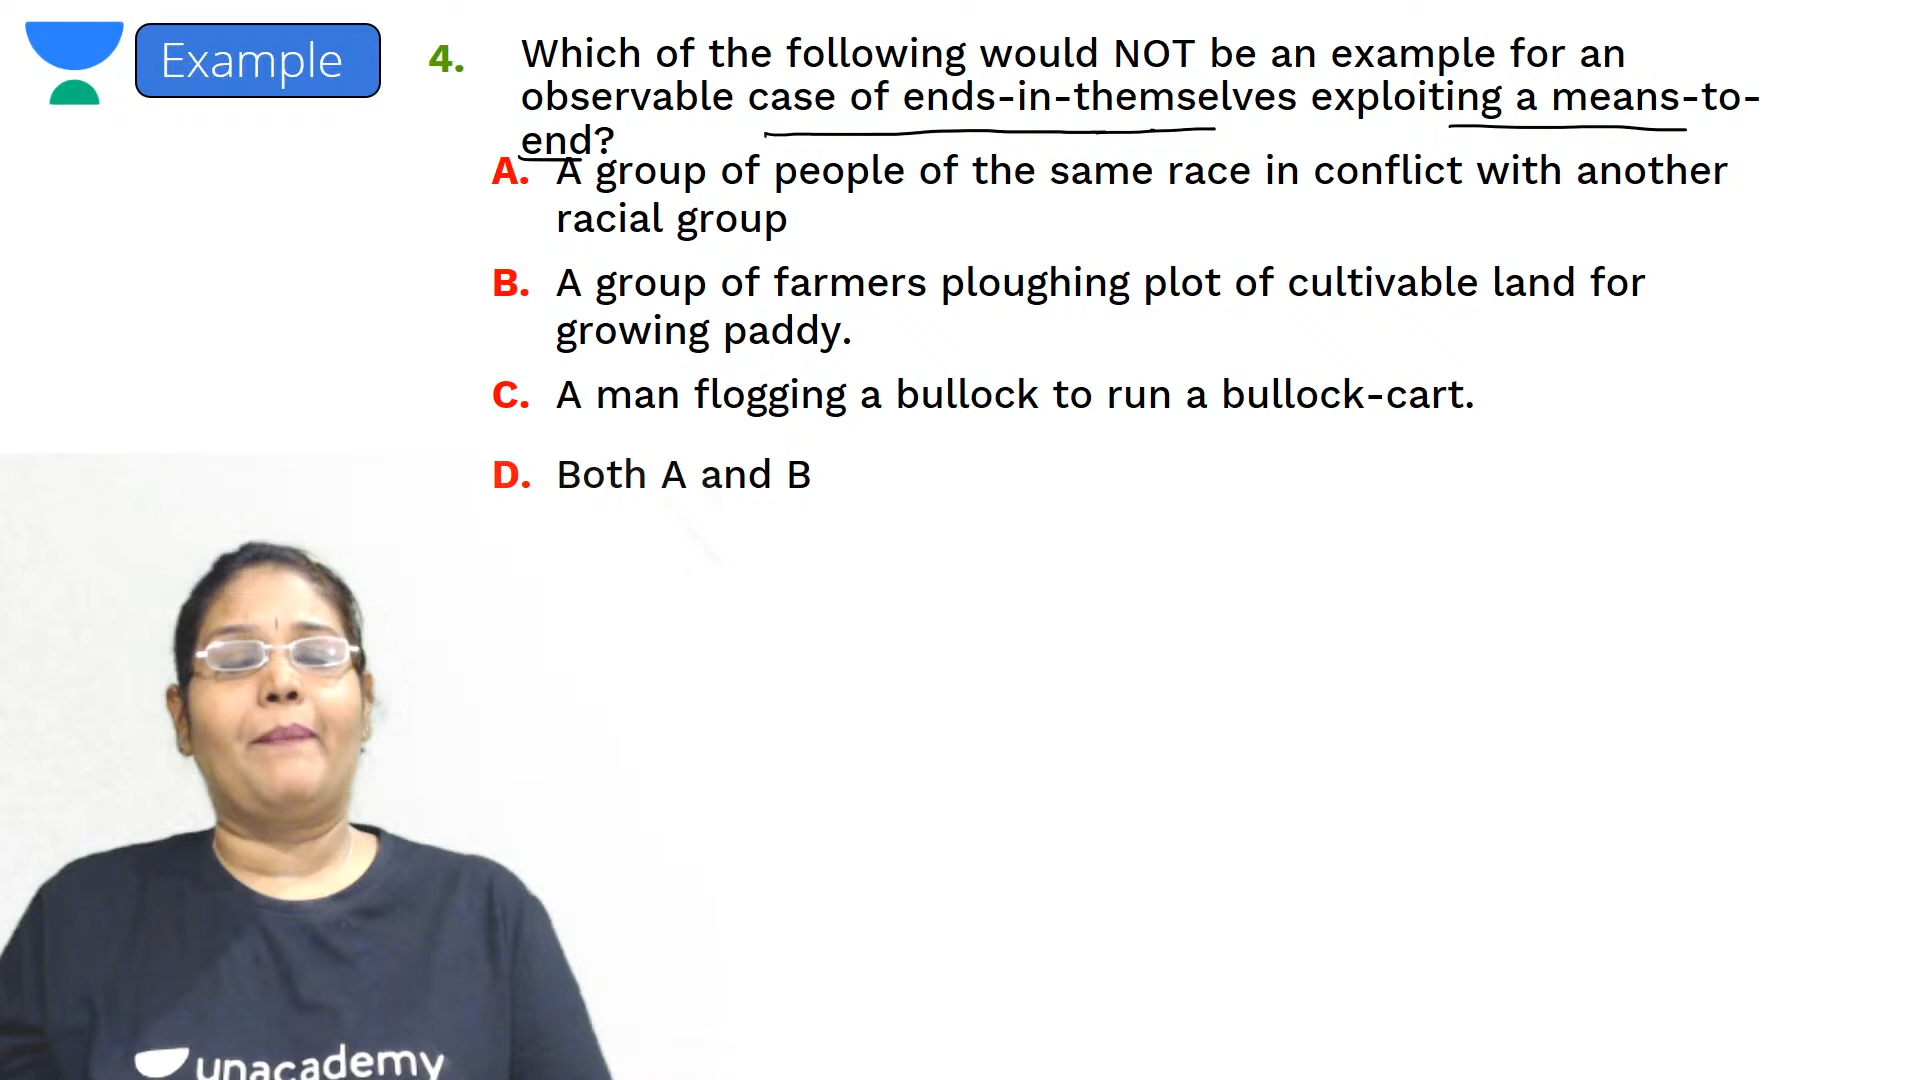 Example
4. Which of the following would NOT be an example for an
observable case of ends-in-themselves exploiting a means-to-
end?
A. A group of people of the same race in conflict with another
racial group
B. A group of farmers ploughing plot of cultivable land for
growing paddy.
C. A man flogging a bullock to run a bullock-cart.
D. Both A and B
unacademy